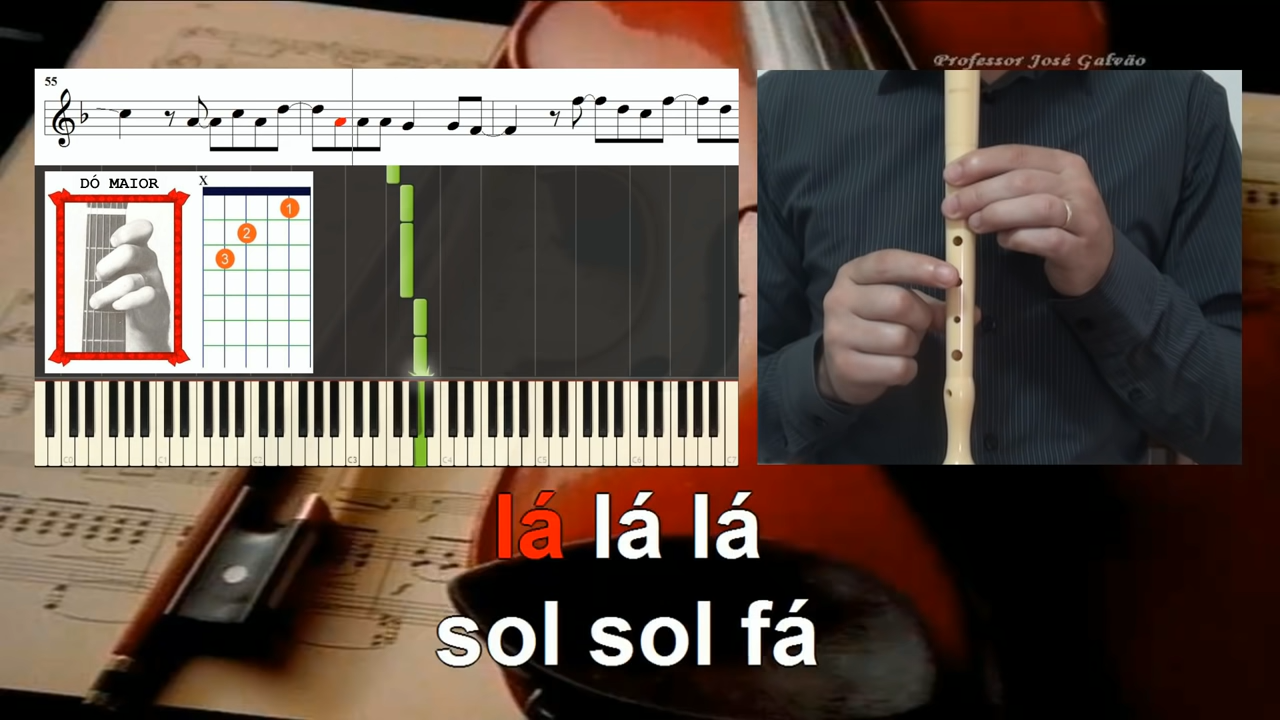 Professor José Galvão
55
DÓ MAIOR
X
1
2
3
C0 C1 C2 C3 C4 C5 C6 C7
lá lá lá
sol sol fá